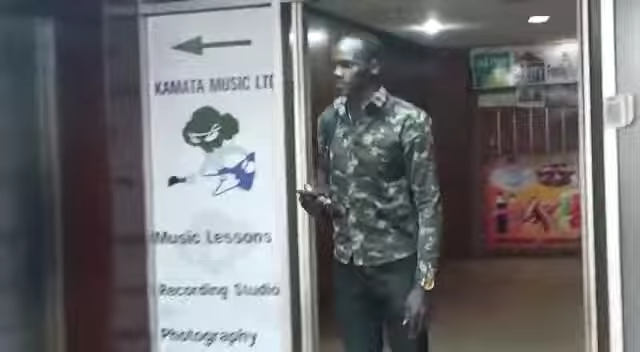 KAMATA MUSIC LTD
Music Lessons
Recording Studio
Photography